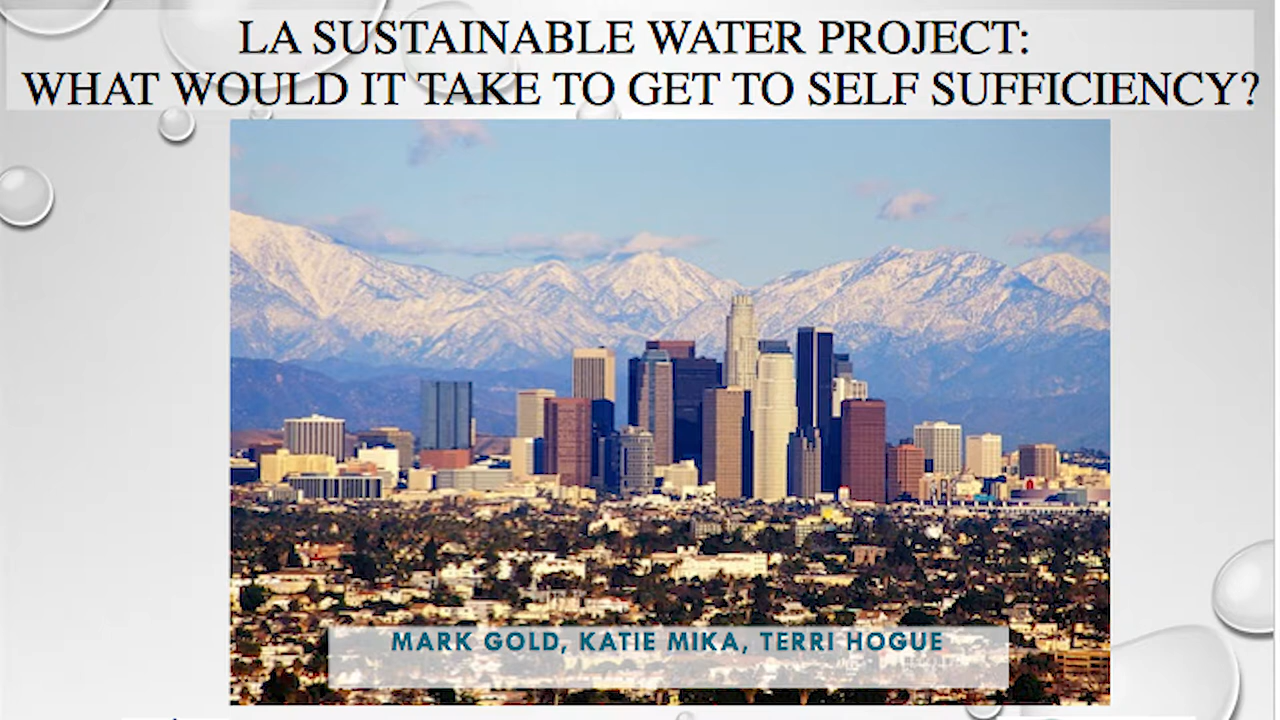 LA SUSTAINABLE WATER PROJECT:
WHAT WOULD IT TAKE TO GET TO SELF SUFFICIENCY?
MARK GOLD, KATIE MIKA, TERRI HOGUE